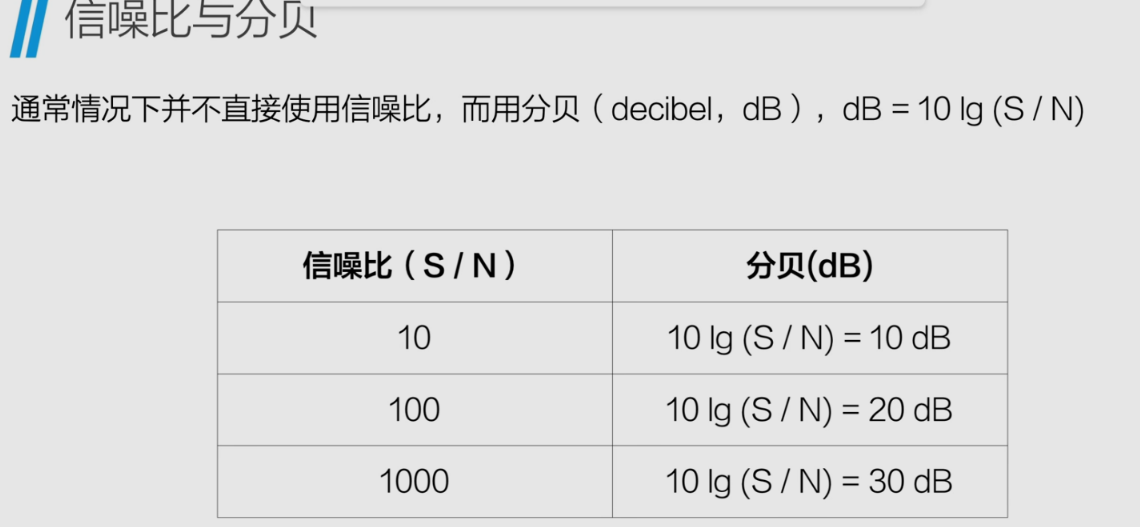 信噪比与分贝
通常情况下并不直接使用信噪比，而用分贝（decibel，dB），dB = 10 lg (S / N)
信噪比（S / N）
分贝(dB)
10
10 lg (S / N) = 10 dB
100
10 lg (S / N) = 20 dB
1000
10 lg (S / N) = 30 dB